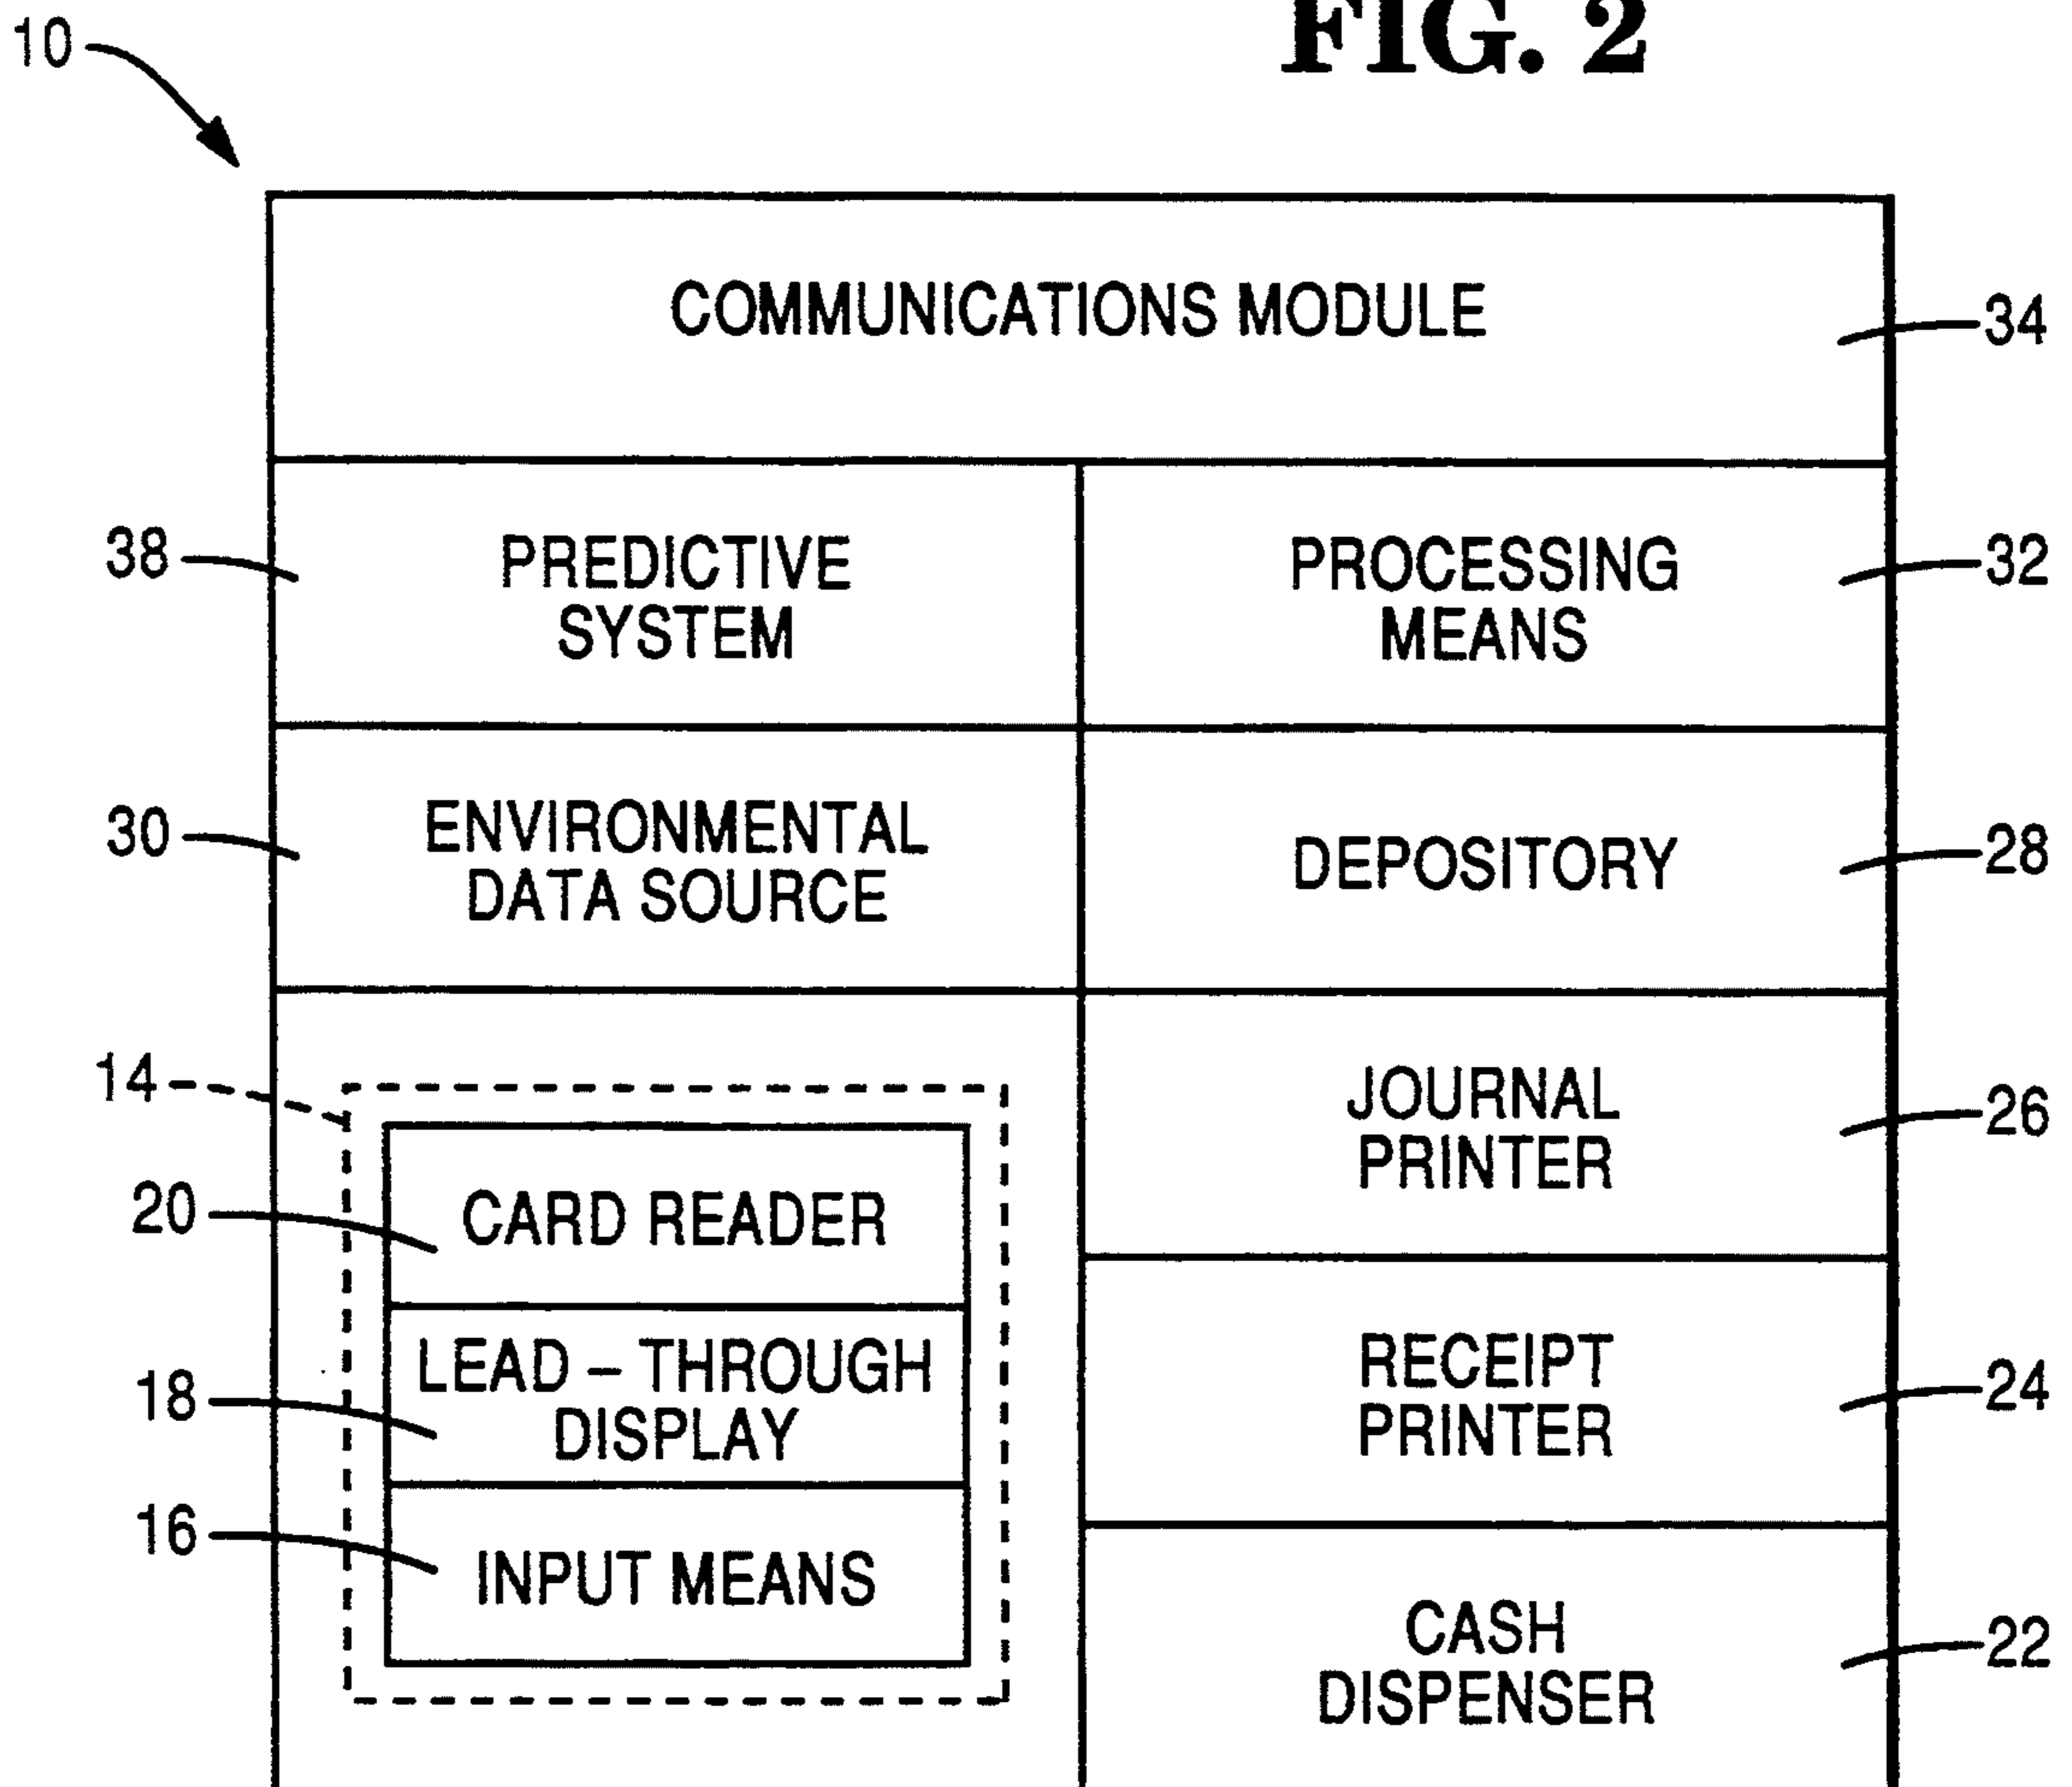 FIG. 2
10
COMMUNICATIONS MODULE
34
38
PREDICTIVE
SYSTEM
PROCESSING
MEANS
32
30
ENVIRONMENTAL
DATA SOURCE
DEPOSITORY
28
14
JOURNAL
PRINTER
26
20
CARD READER
18
LEAD – THROUGH
DISPLAY
RECEIPT
PRINTER
24
16
INPUT MEANS
CASH
DISPENSER
22